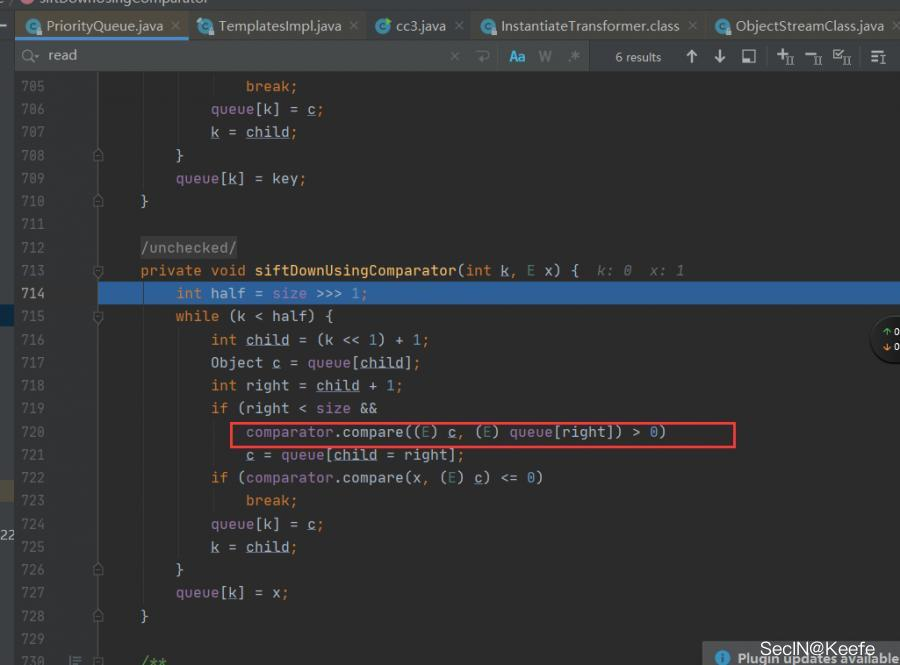 siftDownUsingComparator
PriorityQueue.java × TemplatesImpl.java × cc3.java × InstantiateTransformer.class × ObjectStreamClass.java ×
read × Aa W .* 6 results
705 break;
706 queue[k] = c;
707 k = child;
708 }
709 queue[k] = key;
710 }
711
712 /unchecked/
713 private void siftDownUsingComparator(int k, E x) { k: 0 x: 1
714 int half = size >>> 1;
715 while (k < half) {
716 int child = (k << 1) + 1;
717 Object c = queue[child];
718 int right = child + 1;
719 if (right < size &&
720 comparator.compare((E) c, (E) queue[right]) > 0)
721 c = queue[child = right];
722 if (comparator.compare(x, (E) c) <= 0)
723 break;
724 queue[k] = c;
725 k = child;
726 }
727 queue[k] = x;
728 }
729
730 /**
22
↑ 0
↓ 0
SecIN@Keefe
Plugin updates available